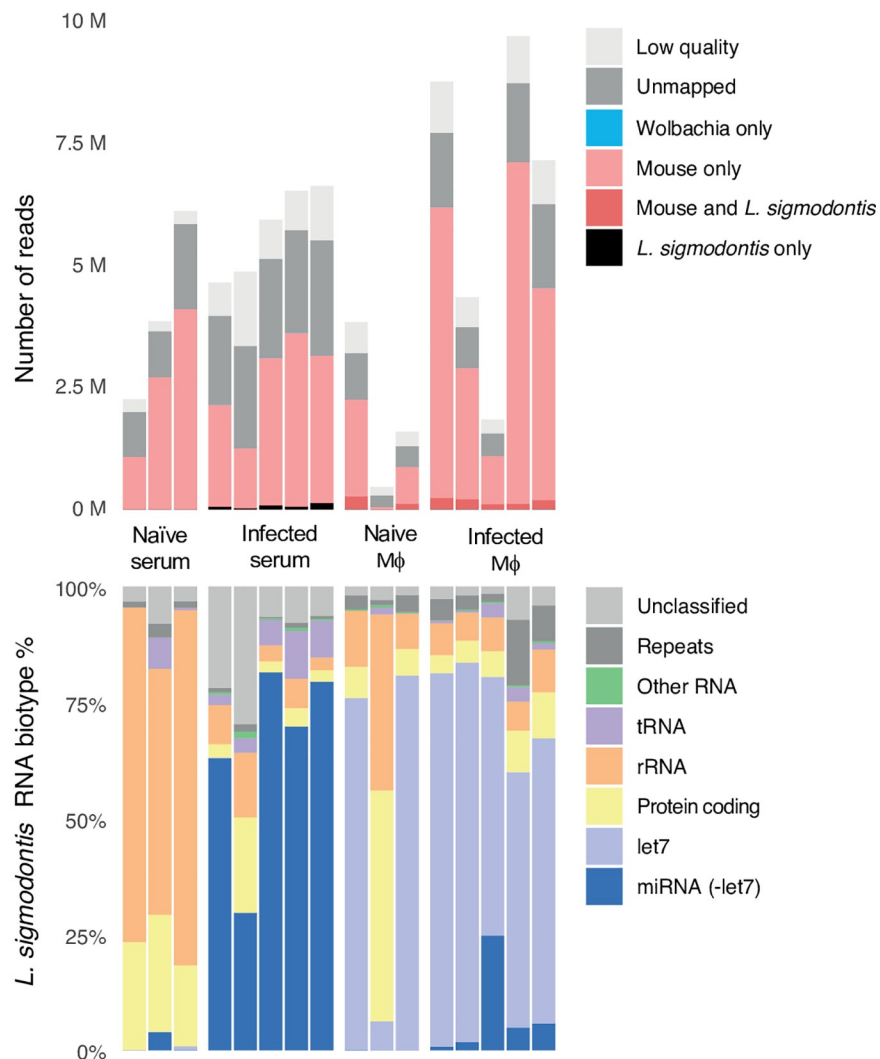 10 M
7.5 M
5 M
2.5 M
0 M
Number of reads
Low quality
Unmapped
Wolbachia only
Mouse only
Mouse and L. sigmodontis
L. sigmodontis only
Naïve
serum
Infected
serum
Naive
Mϕ
Infected
Mϕ
100%
75%
50%
25%
0%
L. sigmodontis RNA biotype %
Unclassified
Repeats
Other RNA
tRNA
rRNA
Protein coding
let7
miRNA (-let7)